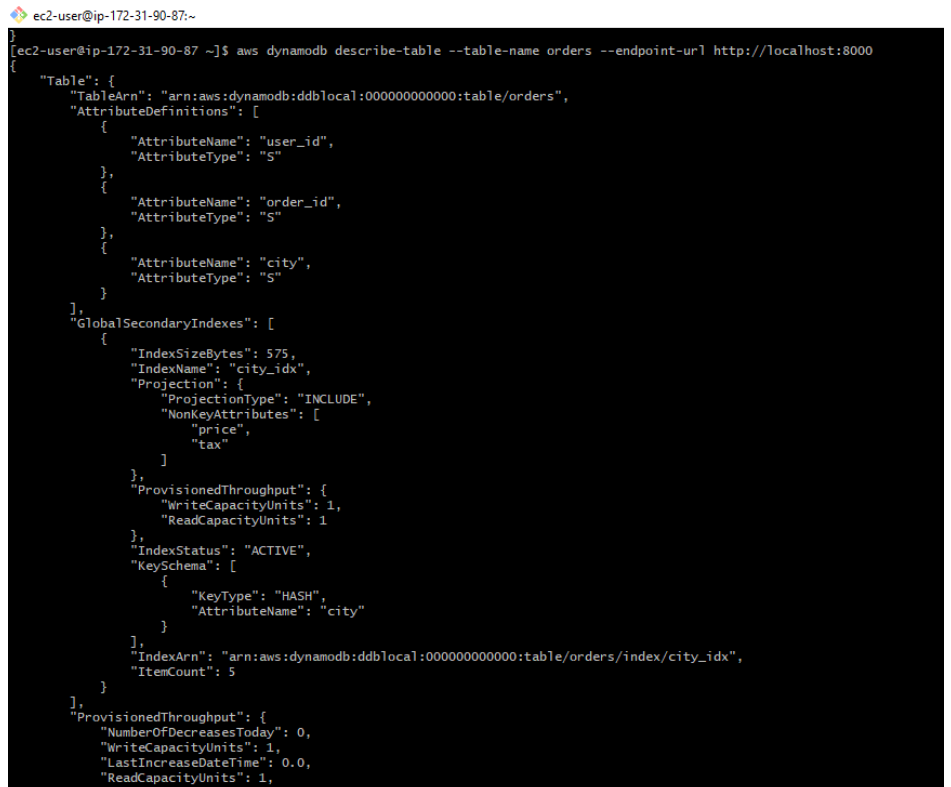 ec2-user@ip-172-31-90-87:~
}
[ec2-user@ip-172-31-90-87 ~]$ aws dynamodb describe-table --table-name orders --endpoint-url http://localhost:8000
{
    "Table": {
        "TableArn": "arn:aws:dynamodb:ddblocal:000000000000:table/orders",
        "AttributeDefinitions": [
            {
                "AttributeName": "user_id",
                "AttributeType": "S"
            },
            {
                "AttributeName": "order_id",
                "AttributeType": "S"
            },
            {
                "AttributeName": "city",
                "AttributeType": "S"
            }
        ],
        "GlobalSecondaryIndexes": [
            {
                "IndexSizeBytes": 575,
                "IndexName": "city_idx",
                "Projection": {
                    "ProjectionType": "INCLUDE",
                    "NonKeyAttributes": [
                        "price",
                        "tax"
                    ]
                },
                "ProvisionedThroughput": {
                    "WriteCapacityUnits": 1,
                    "ReadCapacityUnits": 1
                },
                "IndexStatus": "ACTIVE",
                "KeySchema": [
                    {
                        "KeyType": "HASH",
                        "AttributeName": "city"
                    }
                ],
                "IndexArn": "arn:aws:dynamodb:ddblocal:000000000000:table/orders/index/city_idx",
                "ItemCount": 5
            }
        ],
        "ProvisionedThroughput": {
            "NumberOfDecreasesToday": 0,
            "WriteCapacityUnits": 1,
            "LastIncreaseDateTime": 0.0,
            "ReadCapacityUnits": 1,